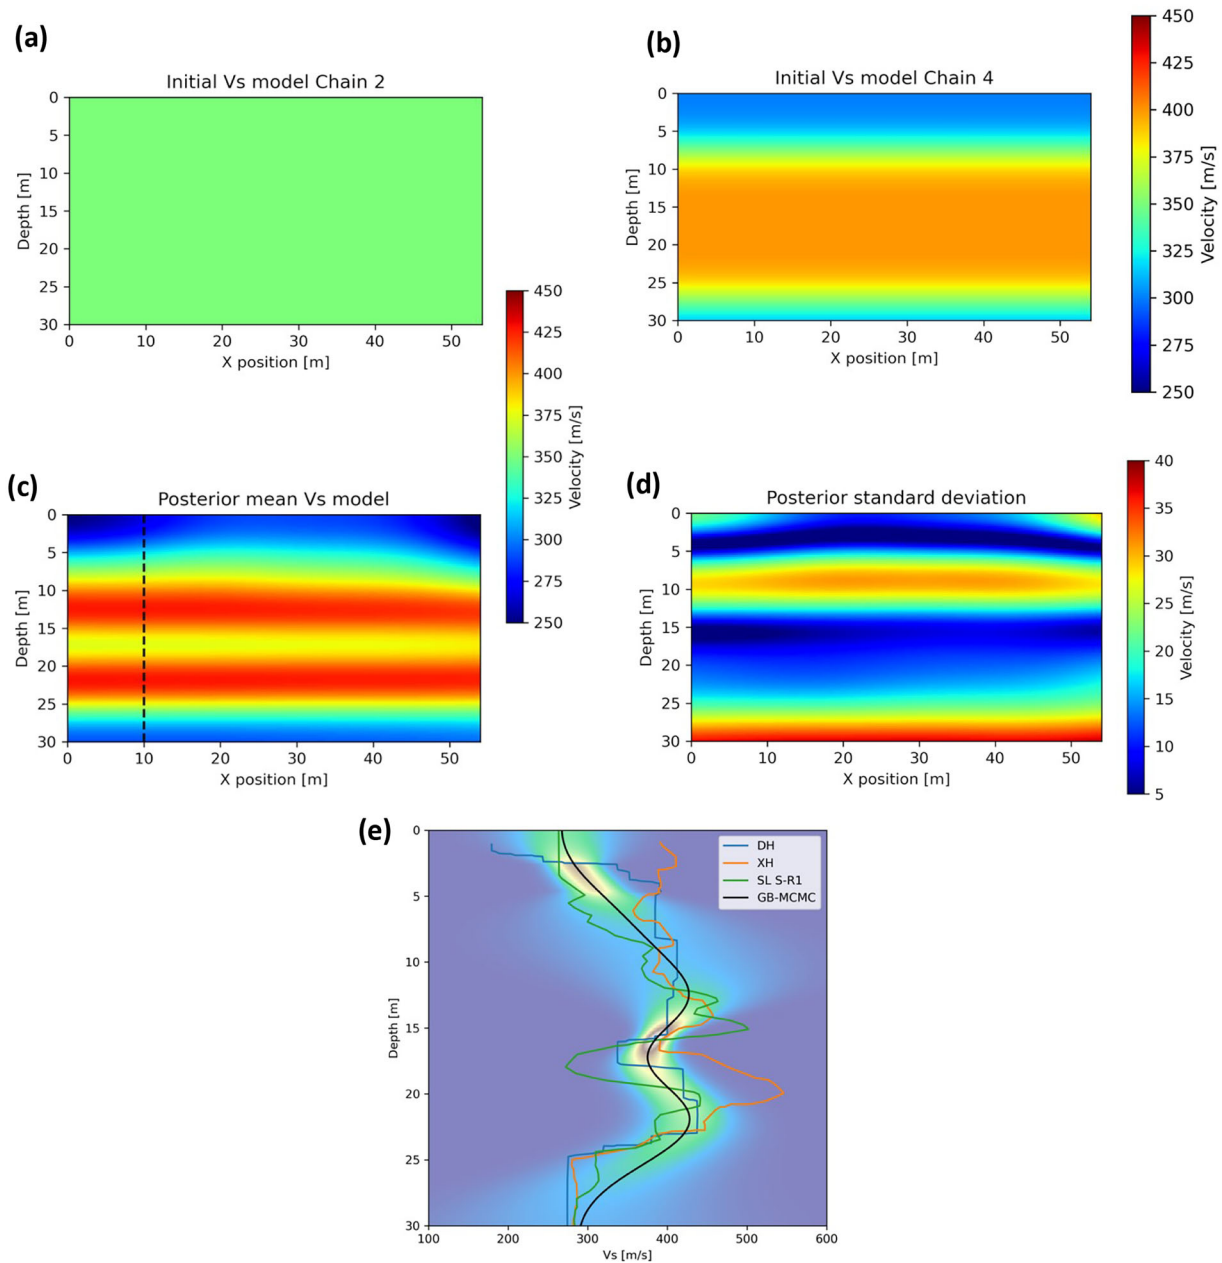 (a)
Initial Vs model Chain 2
0
5
10
15
20
25
30
Depth [m]
0 10 20 30 40 50
X position [m]
(b)
Initial Vs model Chain 4
0
5
10
15
20
25
30
Depth [m]
0 10 20 30 40 50
X position [m]
450
425
400
375
350
325
300
275
250
Velocity [m/s]
(c)
Posterior mean Vs model
0
5
10
15
20
25
30
Depth [m]
0 10 20 30 40 50
X position [m]
450
425
400
375
350
325
300
275
250
Velocity [m/s]
(d)
Posterior standard deviation
0
5
10
15
20
25
30
Depth [m]
0 10 20 30 40 50
X position [m]
40
35
30
25
20
15
10
5
Velocity [m/s]
(e)
DH
XH
SL S-R1
GB-MCMC
0
5
10
15
20
25
30
Depth [m]
100 200 300 400 500 600
Vs [m/s]